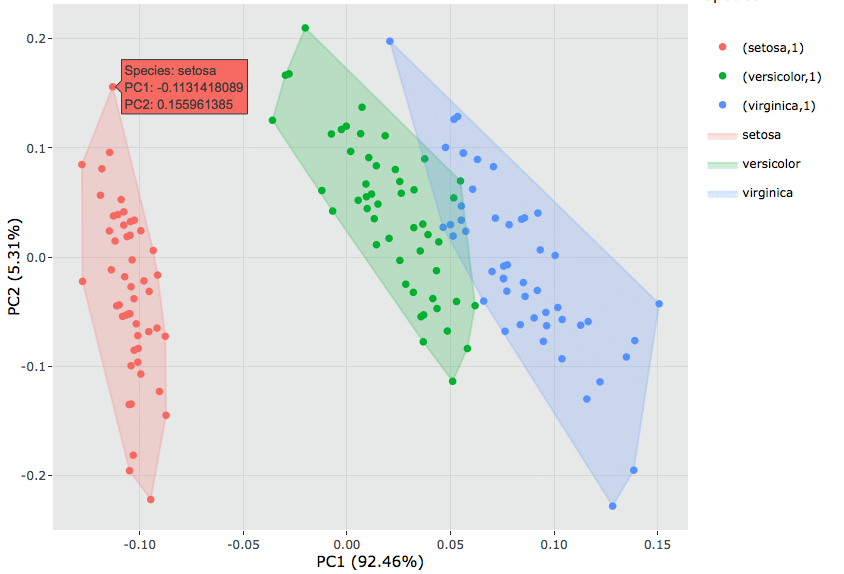 0.2
0.1
0.0
-0.1
-0.2
PC2 (5.31%)
Species: setosa
PC1: -0.1131418089
PC2: 0.155961385
-0.10
-0.05
0.00
0.05
0.10
0.15
PC1 (92.46%)
(setosa,1)
(versicolor,1)
(virginica,1)
setosa
versicolor
virginica